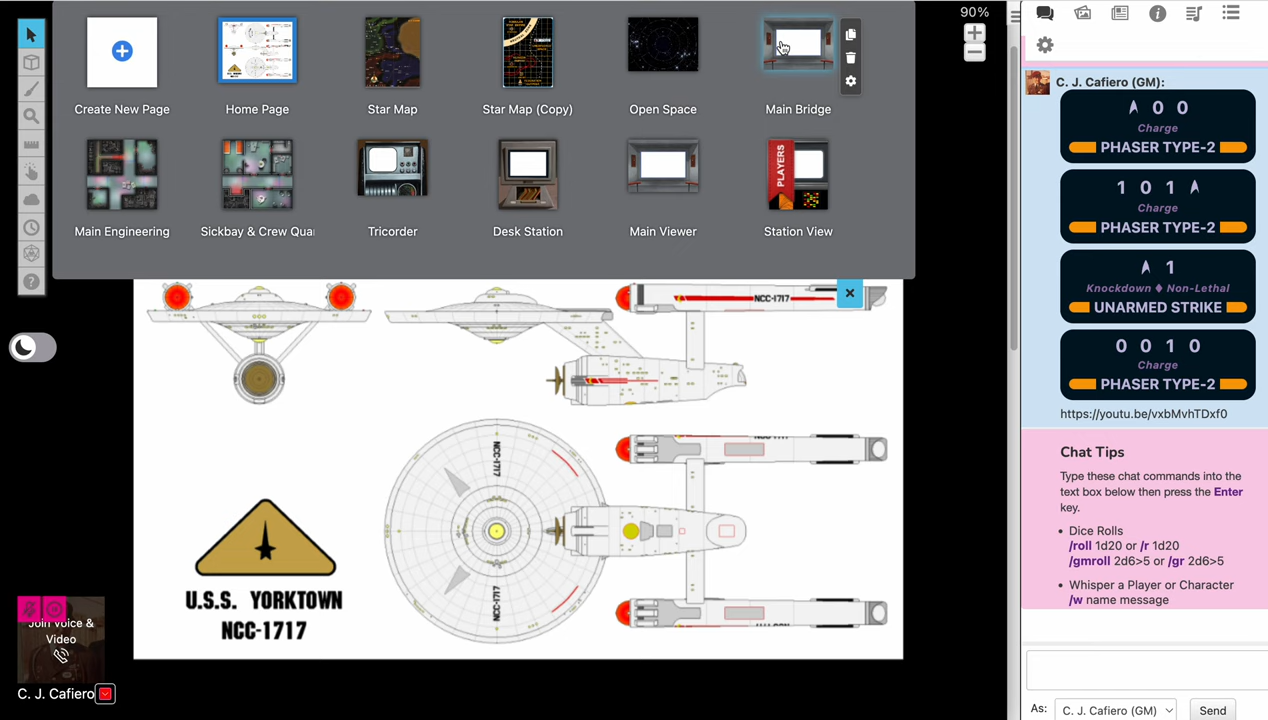 90%
Create New Page
Home Page
Star Map
Star Map (Copy)
Open Space
Main Bridge
PLAYERS
Main Engineering
Sickbay & Crew Qua
Tricorder
Desk Station
Main Viewer
Station View
NCC-1717
NCC-1717
NCC-1717
U.S.S. YORKTOWN
NCC-1717
Join Voice &
Video
C. J. Cafiero
C. J. Cafiero (GM):
0 0
Charge
PHASER TYPE-2
1 0 1
Charge
PHASER TYPE-2
1
Knockdown ♦ Non-Lethal
UNARMED STRIKE
0 0 1 0
Charge
PHASER TYPE-2
https://youtu.be/vxbMvhTDxf0
Chat Tips
Type these chat commands into the
text box below then press the Enter
key.
• Dice Rolls
/roll 1d20 or /r 1d20
/gmroll 2d6>5 or /gr 2d6>5
• Whisper a Player or Character
/w name message
As:
C. J. Cafiero (GM)
Send